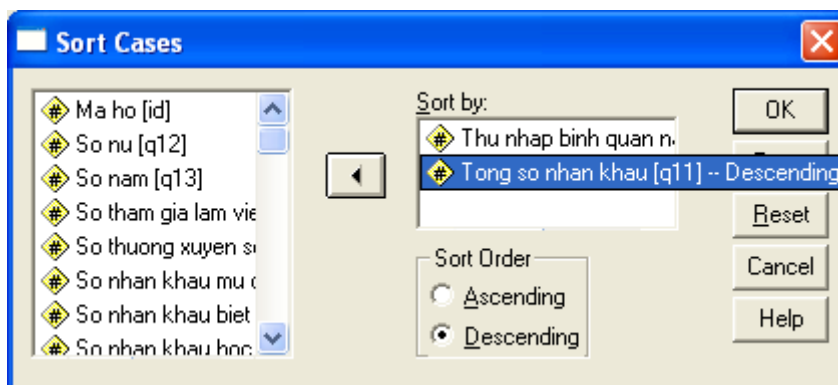 Sort Cases
Ma ho [id]
So nu [q12]
So nam [q13]
So tham gia lam vie
So thuong xuyen
So nhan khau mu
So nhan khau biet
So nhan khau hoc
Sort by:
Thu nhap binh quan
Tong so nhan khau [q11] -- Descending
Sort Order
Ascending
Descending
OK
Reset
Cancel
Help